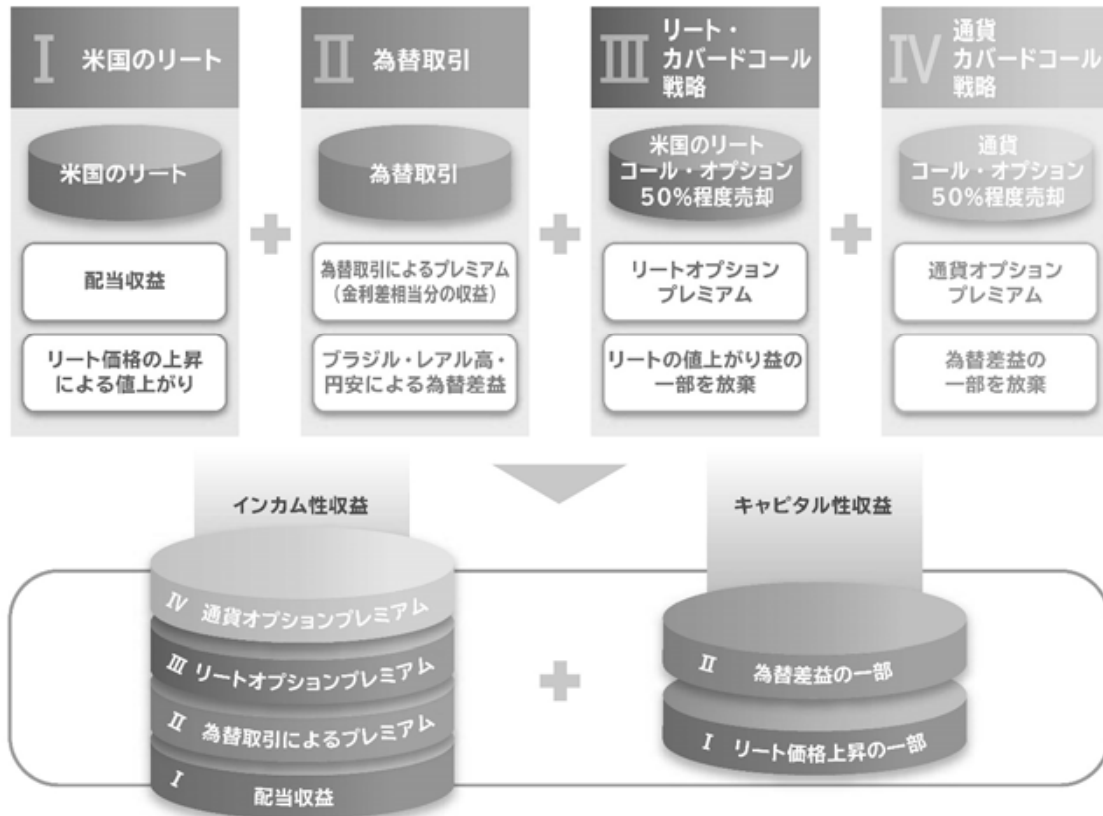 I 米国のリート
II 為替取引
III リート・
カバードコール
戦略
IV 通貨
カバードコール
戦略
米国のリート
為替取引
米国のリート
コール・オプション
50%程度売却
通貨
コール・オプション
50%程度売却
配当収益
為替取引によるプレミアム
(金利差相当分の収益)
リートオプション
プレミアム
通貨オプション
プレミアム
リート価格の上昇
による値上がり
ブラジル・レアル高・
円安による為替差益
リートの値上がり益の
一部を放棄
為替差益の
一部を放棄
インカム性収益
キャピタル性収益
IV 通貨オプションプレミアム
III リートオプションプレミアム
II 為替取引によるプレミアム
I 配当収益
II 為替差益の一部
I リート価格上昇の一部